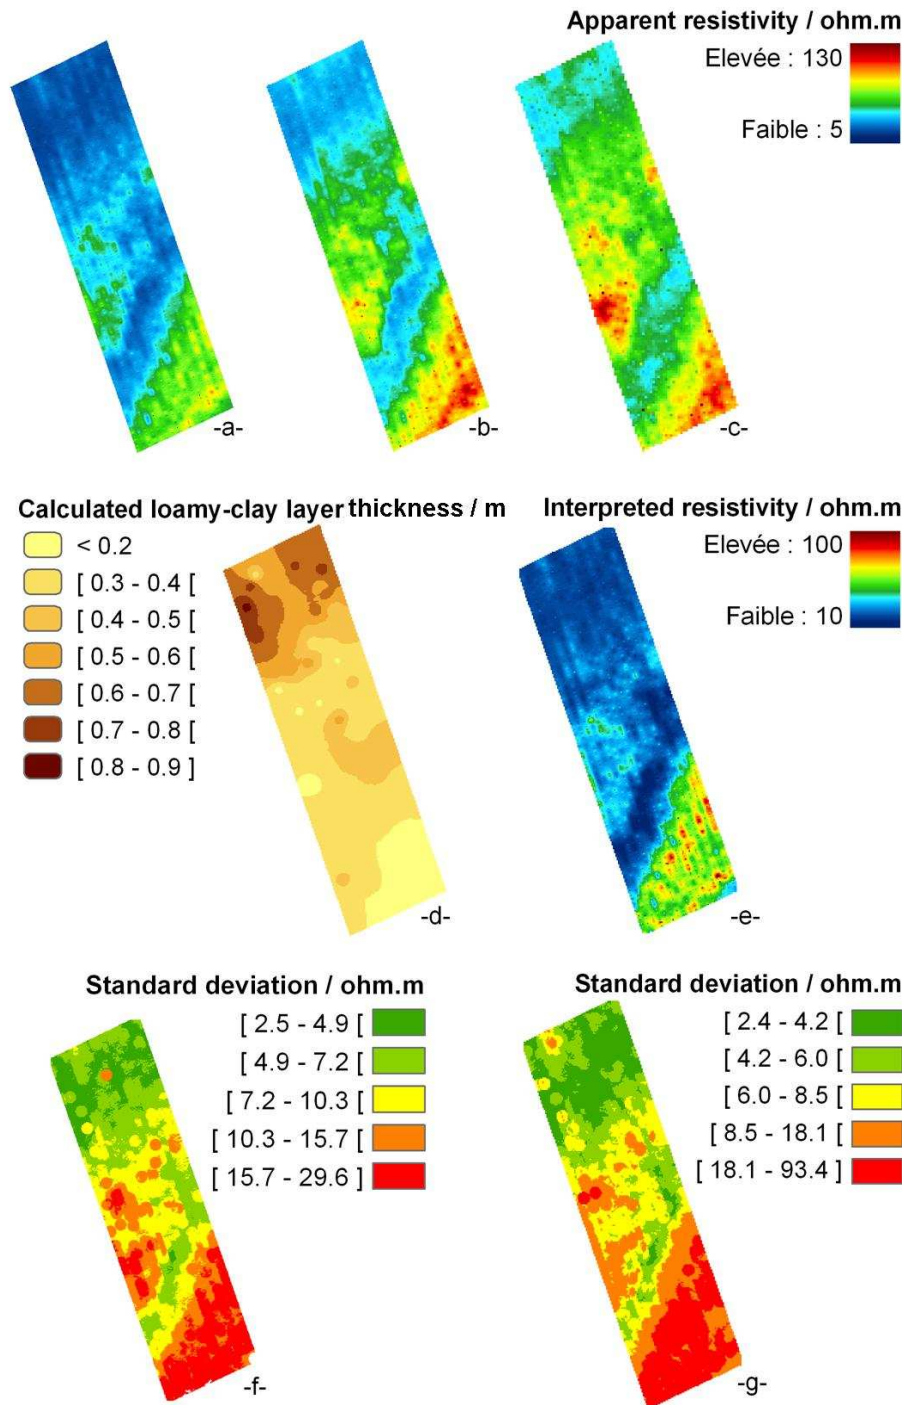 Apparent resistivity / ohm.m
Elevée : 130
Faible : 5
-a-
-b-
-c-
Calculated loamy-clay layer thickness / m
< 0.2
[ 0.3 - 0.4 [
[ 0.4 - 0.5 [
[ 0.5 - 0.6 [
[ 0.6 - 0.7 [
[ 0.7 - 0.8 [
[ 0.8 - 0.9 ]
-d-
Interpreted resistivity / ohm.m
Elevée : 100
Faible : 10
-e-
Standard deviation / ohm.m
[ 2.5 - 4.9 [
[ 4.9 - 7.2 [
[ 7.2 - 10.3 [
[ 10.3 - 15.7 [
[ 15.7 - 29.6 ]
-f-
Standard deviation / ohm.m
[ 2.4 - 4.2 [
[ 4.2 - 6.0 [
[ 6.0 - 8.5 [
[ 8.5 - 18.1 [
[ 18.1 - 93.4 ]
-g-